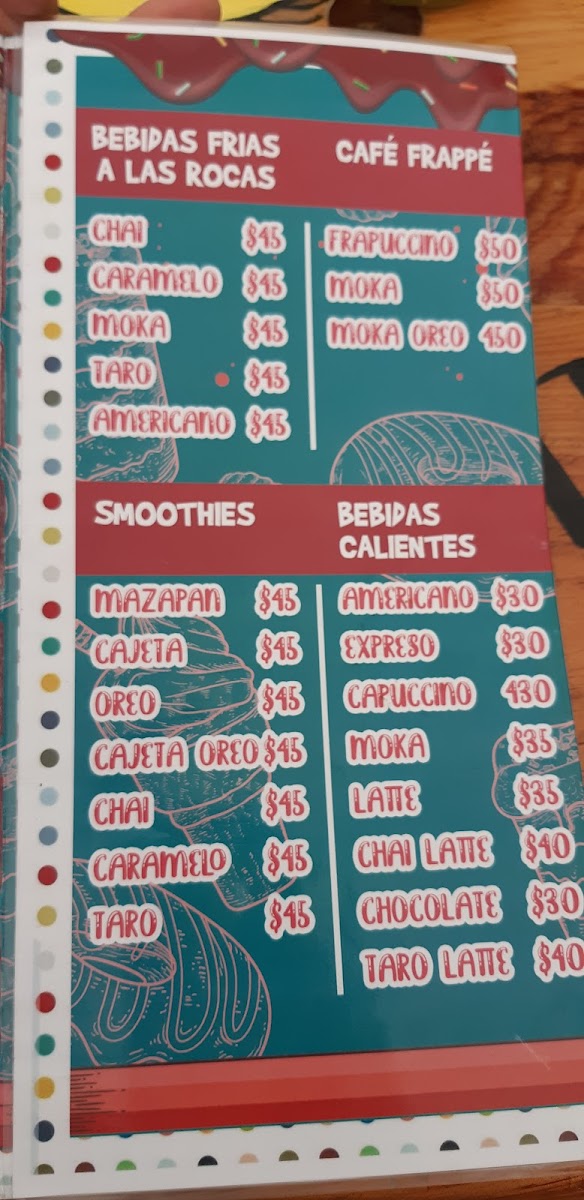 BEBIDAS FRIAS
A LAS ROCAS
CHAI $45
CARAMELO $45
MOKA $45
TARO $45
AMERICANO $45
CAFÉ FRAPPÉ
FRAPUCCINO $50
MOKA $50
MOKA OREO 450
SMOOTHIES
MAZAPAN $45
CAJETA $45
OREO $45
CAJETA OREO $45
CHAI $45
CARAMELO $45
TARO $45
BEBIDAS
CALIENTES
AMERICANO $30
EXPRESO $30
CAPUCCINO 430
MOKA $35
LATTE $35
CHAI LATTE $40
CHOCOLATE $30
TARO LATTE $40